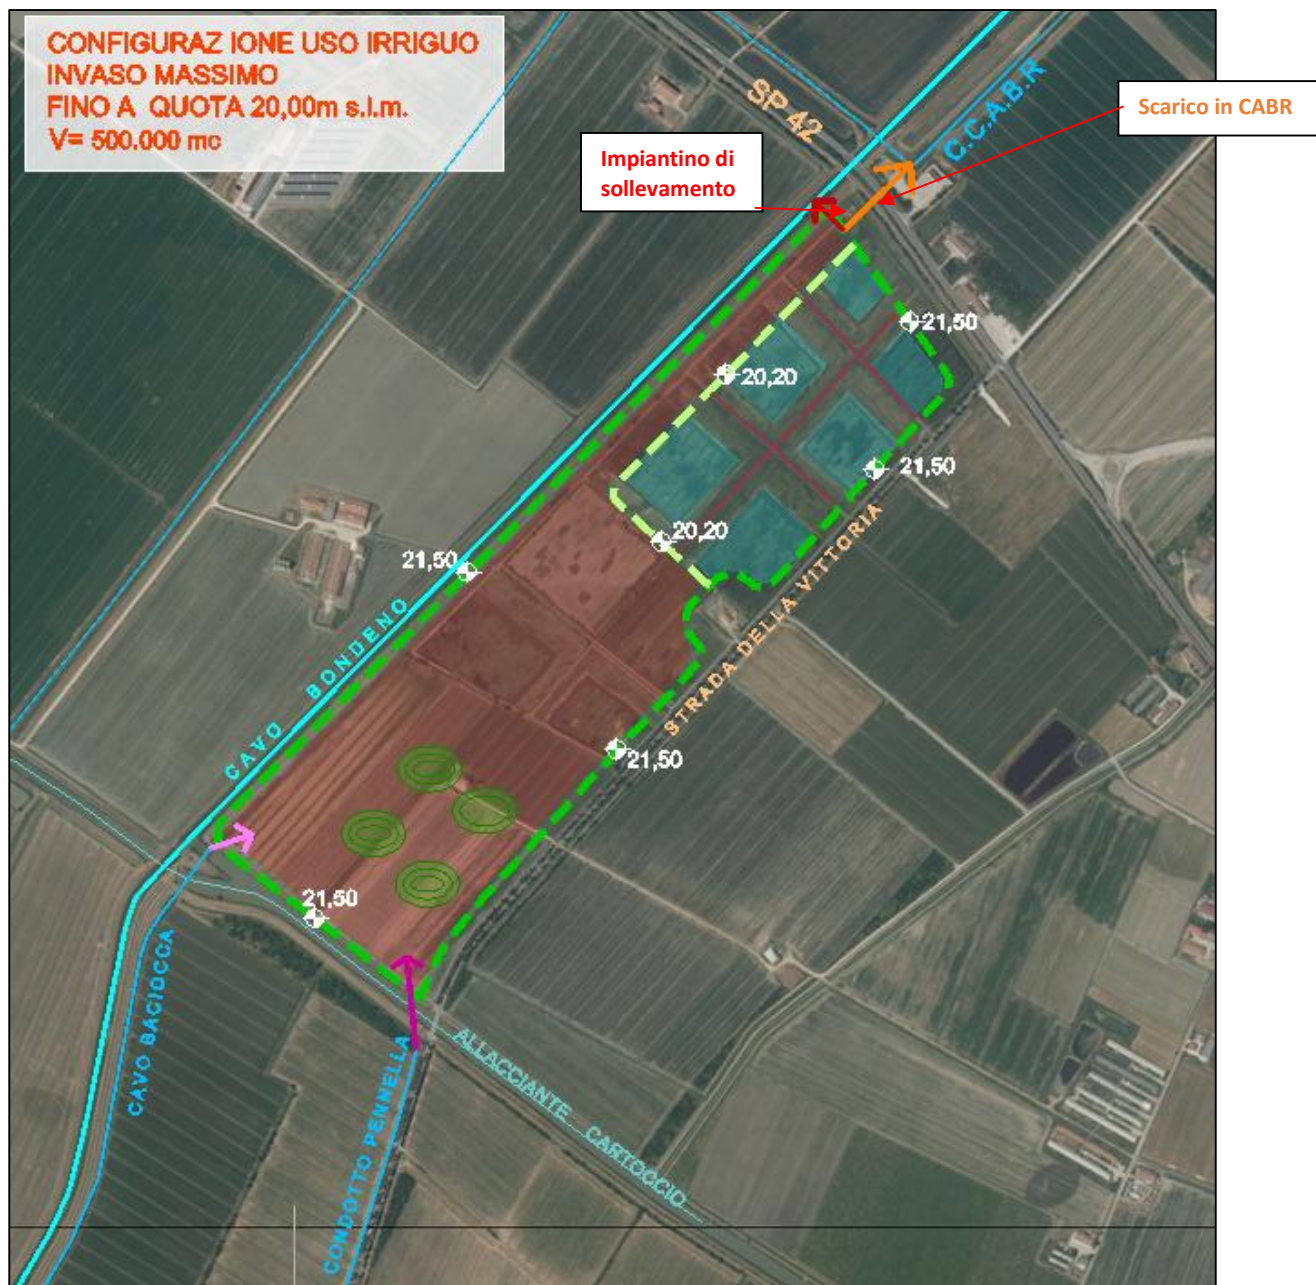 CONFIGURAZ IONE USO IRRIGUO
INVASO MASSIMO
FINO A QUOTA 20,00m s.l.m.
V= 500.000 mc
SP 42
C.C.A.B.R
Scarico in CABR
Impiantino di
sollevamento
21,50
20,20
21,50
20,20
21,50
CAVO BONDENO
STRADA DELLA VITTORIA
21,50
21,50
CAVO BACIOCCA
CONDOTTO PENNELLA
ALLACCIANTE CARTOCCIO